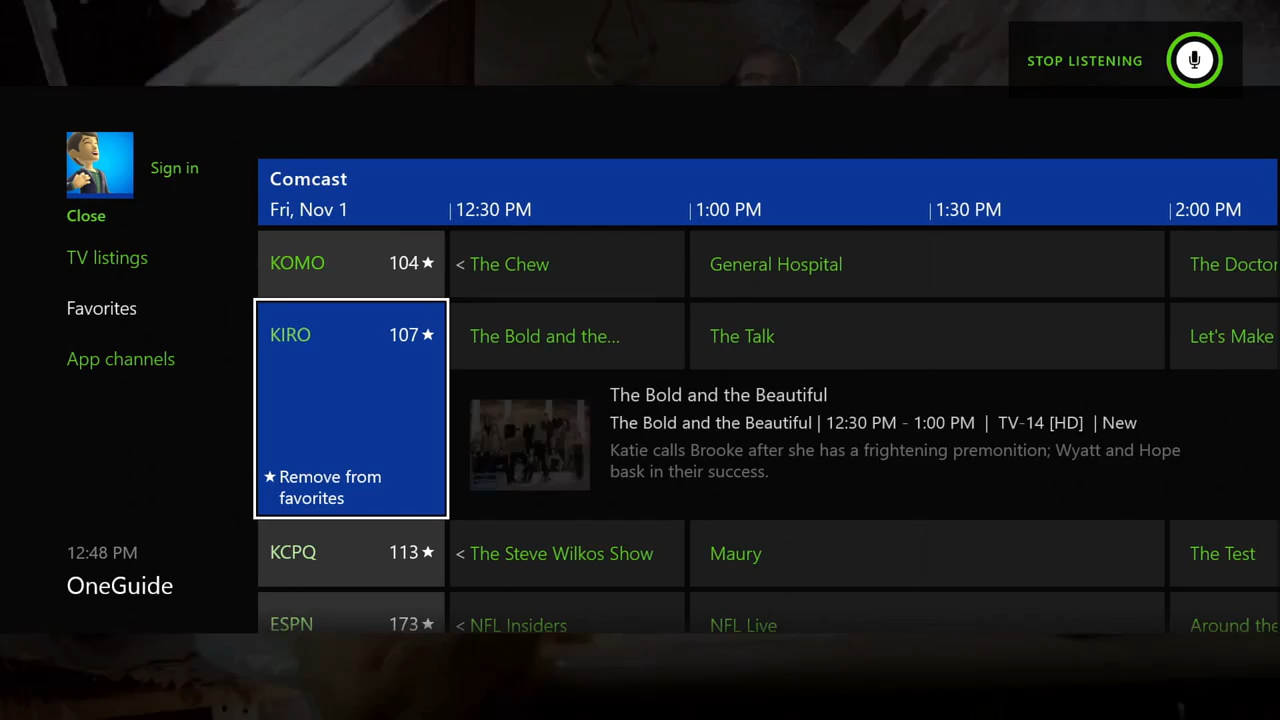 STOP LISTENING
Sign in
Close
TV listings
Favorites
App channels
12:48 PM
OneGuide
Comcast
Fri, Nov 1 | 12:30 PM | 1:00 PM | 1:30 PM | 2:00 PM
KOMO 104★ < The Chew General Hospital The Doctor
KIRO 107★ The Bold and the... The Talk Let's Make
The Bold and the Beautiful
The Bold and the Beautiful | 12:30 PM - 1:00 PM | TV-14 [HD] | New
Katie calls Brooke after she has a frightening premonition; Wyatt and Hope
bask in their success.
★ Remove from
favorites
KCPQ 113★ < The Steve Wilkos Show Maury The Test
ESPN 173★ < NFL Insiders NFL Live Around the